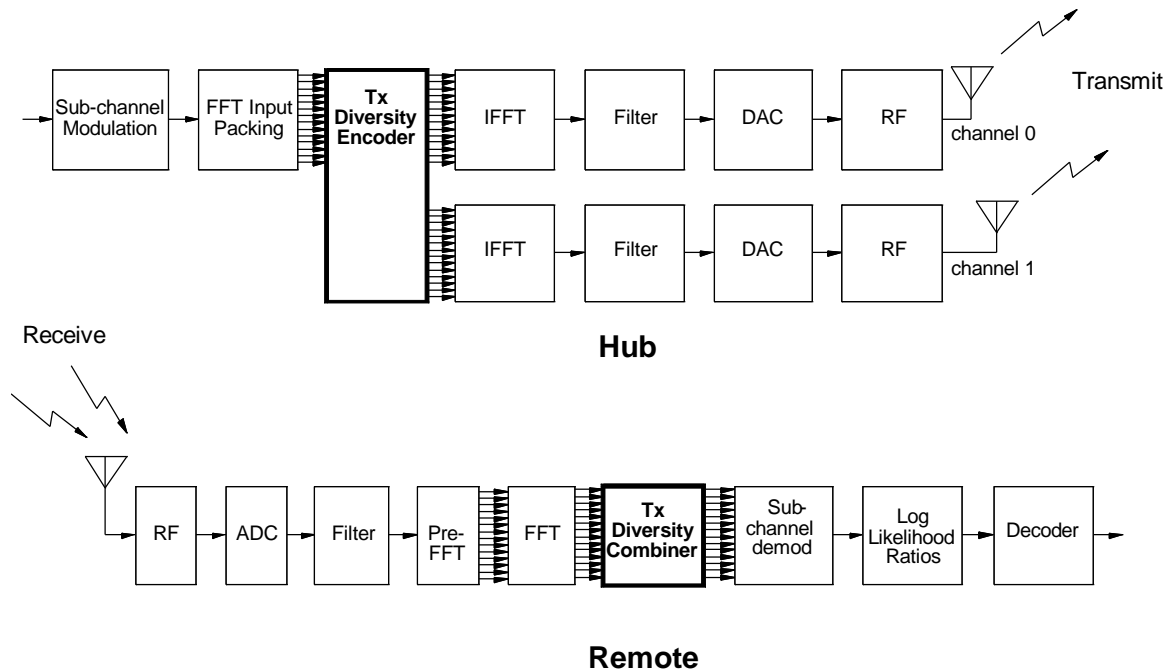 Transmit
Sub-channel
Modulation
FFT Input
Packing
Tx
Diversity
Encoder
IFFT
Filter
DAC
RF
channel 0
IFFT
Filter
DAC
RF
channel 1
Hub
Receive
RF
ADC
Filter
Pre-
FFT
FFT
Tx
Diversity
Combiner
Sub-
channel
demod
Log
Likelihood
Ratios
Decoder
Remote